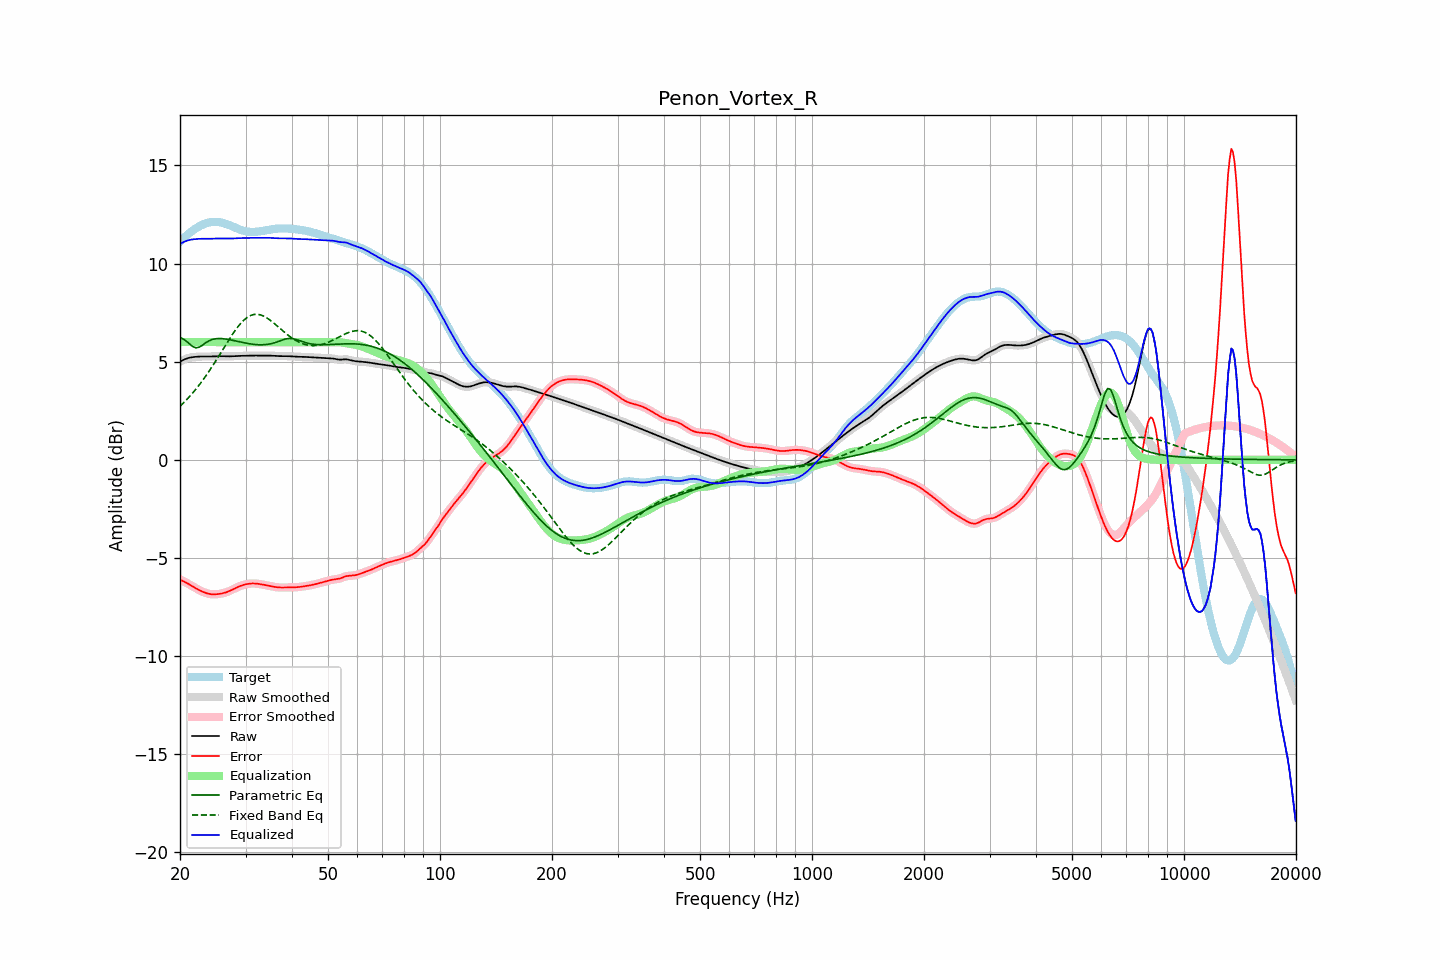 Penon_Vortex_R
Amplitude (dBr)
15
10
5
0
−5
−10
−15
−20
Target
Raw Smoothed
Error Smoothed
Raw
Error
Equalization
Parametric Eq
Fixed Band Eq
Equalized
20 50 100 200 500 1000 2000 5000 10000 20000
Frequency (Hz)